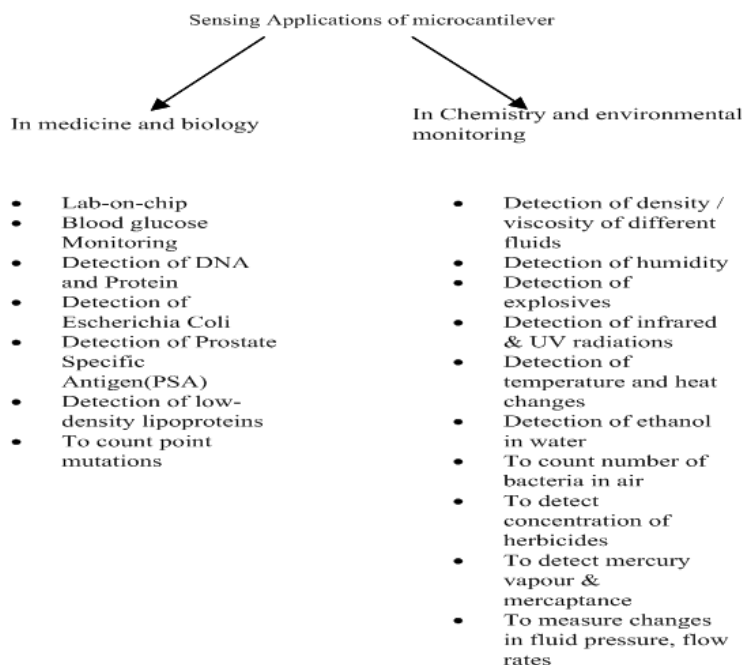 Sensing Applications of microcantilever
In medicine and biology
• Lab-on-chip
• Blood glucose
Monitoring
• Detection of DNA
and Protein
• Detection of
Escherichia Coli
• Detection of Prostate
Specific
Antigen(PSA)
• Detection of low-
density lipoproteins
• To count point
mutations
In Chemistry and environmental
monitoring
• Detection of density /
viscosity of different
fluids
• Detection of humidity
• Detection of
explosives
• Detection of infrared
& UV radiations
• Detection of
temperature and heat
changes
• Detection of ethanol
in water
• To count number of
bacteria in air
• To detect
concentration of
herbicides
• To detect mercury
vapour &
mercaptance
• To measure changes
in fluid pressure, flow
rates